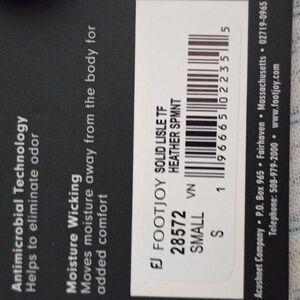 Antimicrobial Technology
Helps to eliminate odor
Moisture Wicking
Moves moisture away from the body for
added comfort
FJ FOOTJOY SOLID LISLE TF
HEATHER SPMNT
28572 VN
SMALL
S
1 96665 02235 5
Acushnet Company • P.O. Box 965 • Fairhaven • Massachusetts • 02719-0965
Telephone: 508-979-2000 • www.footjoy.com